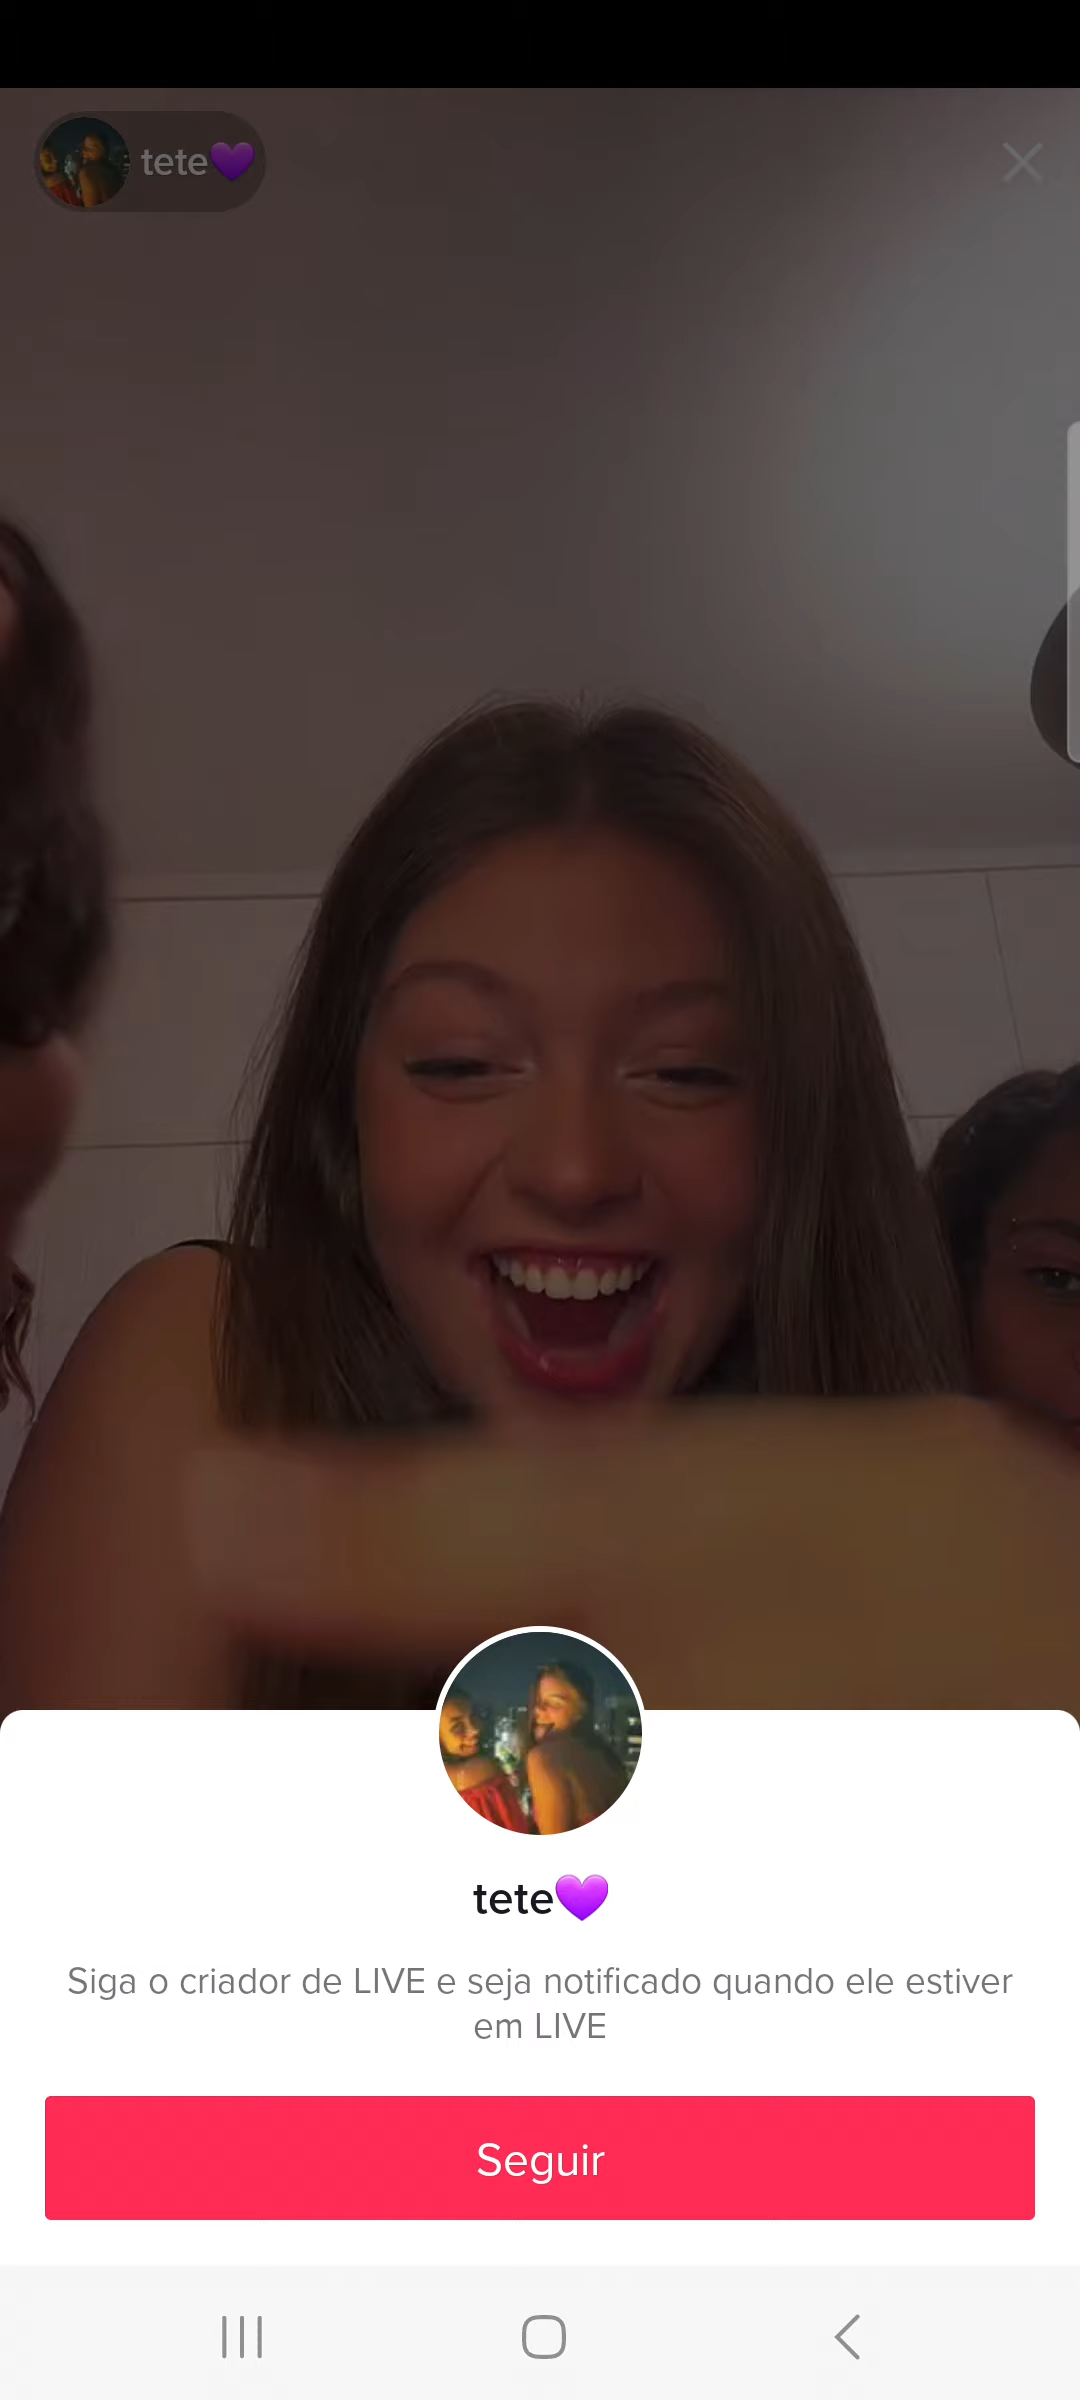 tete💜
tete💜
Siga o criador de LIVE e seja notificado quando ele estiver
em LIVE
Seguir